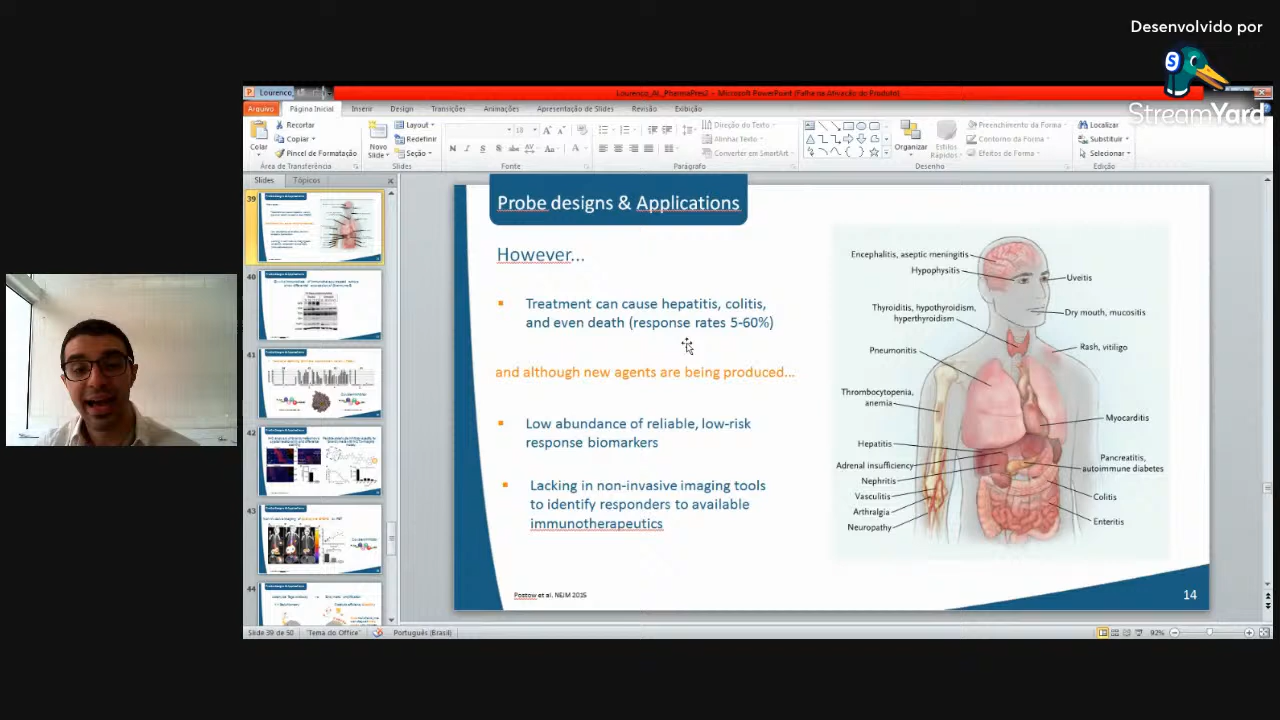 Desenvolvido por
StreamYard
Lourenco_AL_PharmaPres2 - Microsoft PowerPoint (Falha na Ativação do Produto)
Arquivo Página Inicial Inserir Design Transições Animações Apresentação de Slides Revisão Exibição
Colar
Recortar
Copiar
Pincel de Formatação
Área de Transferência
Novo Slide
Layout
Redefinir
Seção
Slides
Fonte
Direção do Texto
Alinhar Texto
Converter em SmartArt
Parágrafo
Organizar
Estilos Rápidos
Preenchimento da Forma
Contorno da Forma
Efeitos de Forma
Desenho
Localizar
Substituir
Selecionar
Edição
Slides Tópicos
39
40
41
42
43
44
Probe designs & Applications
However...
Treatment can cause hepatitis, colitis
and even death (response rates 5-60%)
and although new agents are being produced...
Low abundance of reliable, low-risk
response biomarkers
Lacking in non-invasive imaging tools
to identify responders to available
immunotherapeutics
Encephalitis, aseptic meningitis
Hypophysitis
Uveitis
Thyroiditis, hypothyroidism,
hyperthyroidism
Dry mouth, mucositis
Pneumonitis
Rash, vitiligo
Thrombocytopenia,
anemia
Myocarditis
Hepatitis
Adrenal insufficiency
Pancreatitis,
autoimmune diabetes
Nephritis
Vasculitis
Colitis
Arthralgia
Neuropathy
Enteritis
Postow et al. NEJM 2015
14
Slide 39 de 50 "Tema do Office" Português (Brasil) 92%